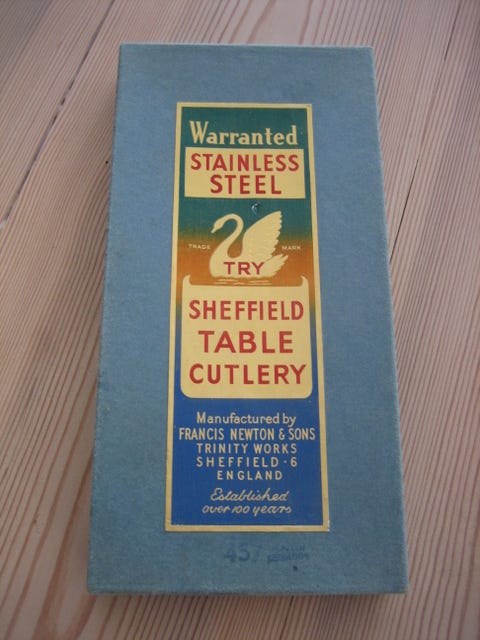 Warranted
STAINLESS
STEEL
TRADE MARK
TRY
SHEFFIELD
TABLE
CUTLERY
Manufactured by
FRANCIS NEWTON & SONS
TRINITY WORKS
SHEFFIELD · 6
ENGLAND
Established
over 100 years
457